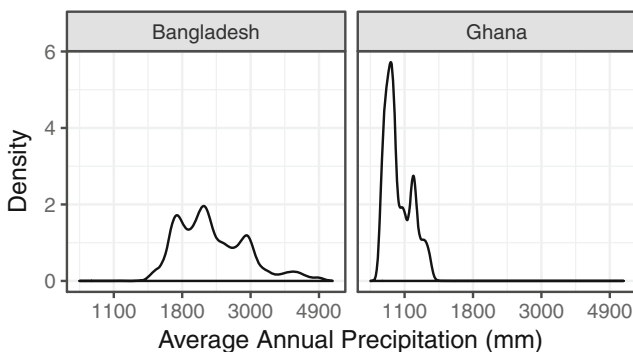 Bangladesh Ghana
6
4
2
0
Density
1100 1800 3000 4900 1100 1800 3000 4900
Average Annual Precipitation (mm)